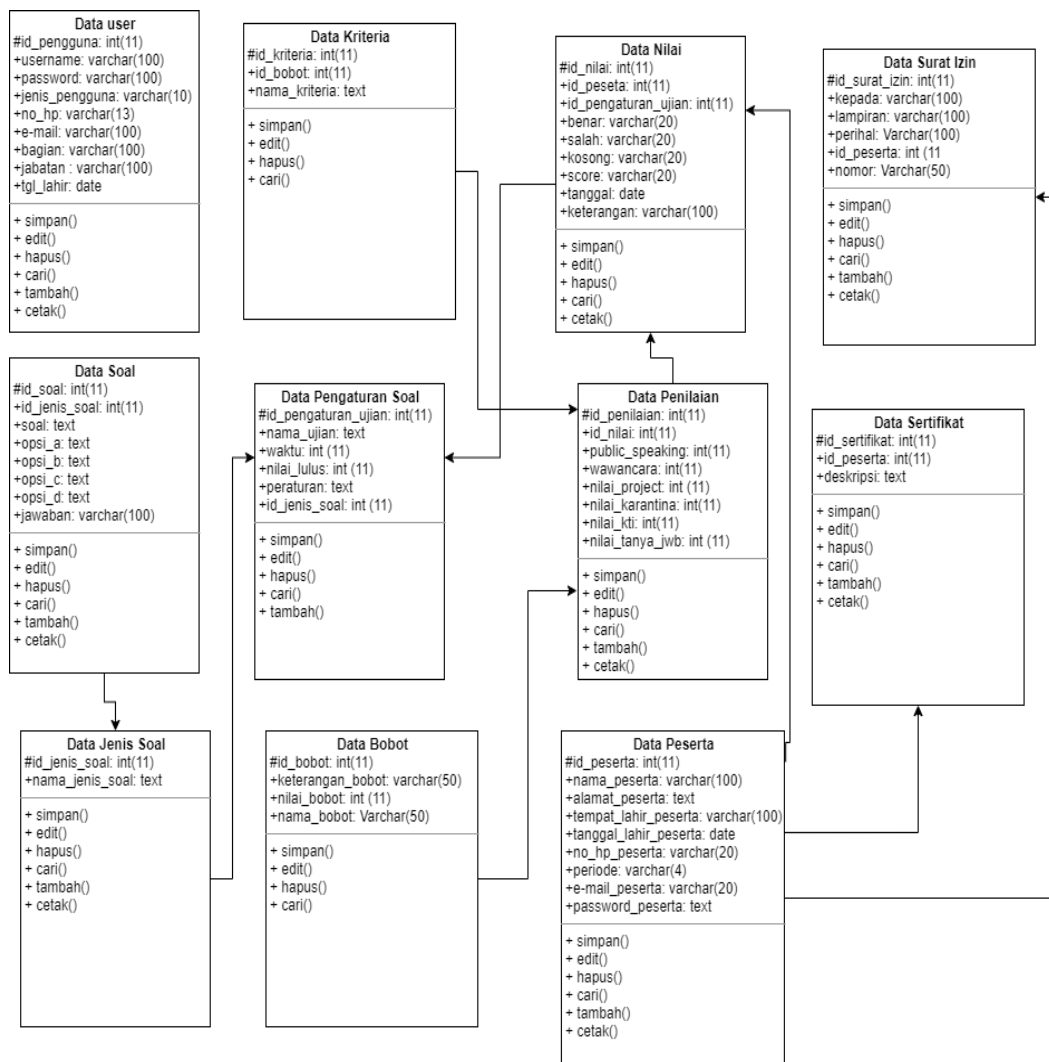 Data user
#id_pengguna: int(11)
+username: varchar(100)
+password: varchar(100)
+jenis_pengguna: varchar(10)
+no_hp: varchar(13)
+e-mail: varchar(100)
+bagian: varchar(100)
+jabatan : varchar(100)
+tgl_lahir: date
+ simpan()
+ edit()
+ hapus()
+ cari()
+ tambah()
+ cetak()
Data Kriteria
#id_kriteria: int(11)
+id_bobot: int(11)
+nama_kriteria: text
+ simpan()
+ edit()
+ hapus()
+ cari()
Data Nilai
#id_nilai: int(11)
+id_peseta: int(11)
+id_pengaturan_ujian: int(11)
+benar: varchar(20)
+salah: varchar(20)
+kosong: varchar(20)
+score: varchar(20)
+tanggal: date
+keterangan: varchar(100)
+ simpan()
+ edit()
+ hapus()
+ cari()
+ cetak()
Data Surat Izin
#id_surat_izin: int(11)
+kepada: varchar(100)
+lampiran: varchar(100)
+perihal: Varchar(100)
+id_peserta: int (11
+nomor: Varchar(50)
+ simpan()
+ edit()
+ hapus()
+ cari()
+ tambah()
+ cetak()
Data Soal
#id_soal: int(11)
+id_jenis_soal: int(11)
+soal: text
+opsi_a: text
+opsi_b: text
+opsi_c: text
+opsi_d: text
+jawaban: varchar(100)
+ simpan()
+ edit()
+ hapus()
+ cari()
+ tambah()
+ cetak()
Data Pengaturan Soal
#id_pengaturan_ujian: int(11)
+nama_ujian: text
+waktu: int (11)
+nilai_lulus: int (11)
+peraturan: text
+id_jenis_soal: int (11)
+ simpan()
+ edit()
+ hapus()
+ cari()
+ tambah()
Data Penilaian
#id_penilaian: int(11)
+id_nilai: int(11)
+public_speaking: int(11)
+wawancara: int(11)
+nilai_project: int (11)
+nilai_karantina: int(11)
+nilai_kti: int(11)
+nilai_tanya_jwb: int (11)
+ simpan()
+ edit()
+ hapus()
+ cari()
+ tambah()
+ cetak()
Data Sertifikat
#id_sertifikat: int(11)
+id_peserta: int(11)
+deskripsi: text
+ simpan()
+ edit()
+ hapus()
+ cari()
+ tambah()
+ cetak()
Data Jenis Soal
#id_jenis_soal: int(11)
+nama_jenis_soal: text
+ simpan()
+ edit()
+ hapus()
+ cari()
+ tambah()
+ cetak()
Data Bobot
#id_bobot: int(11)
+keterangan_bobot: varchar(50)
+nilai_bobot: int (11)
+nama_bobot: Varchar(50)
+ simpan()
+ edit()
+ hapus()
+ cari()
Data Peserta
#id_peserta: int(11)
+nama_peserta: varchar(100)
+alamat_peserta: text
+tempat_lahir_peserta: varchar(100)
+tanggal_lahir_peserta: date
+no_hp_peserta: varchar(20)
+periode: varchar(4)
+e-mail_peserta: varchar(20)
+password_peserta: text
+ simpan()
+ edit()
+ hapus()
+ cari()
+ tambah()
+ cetak()